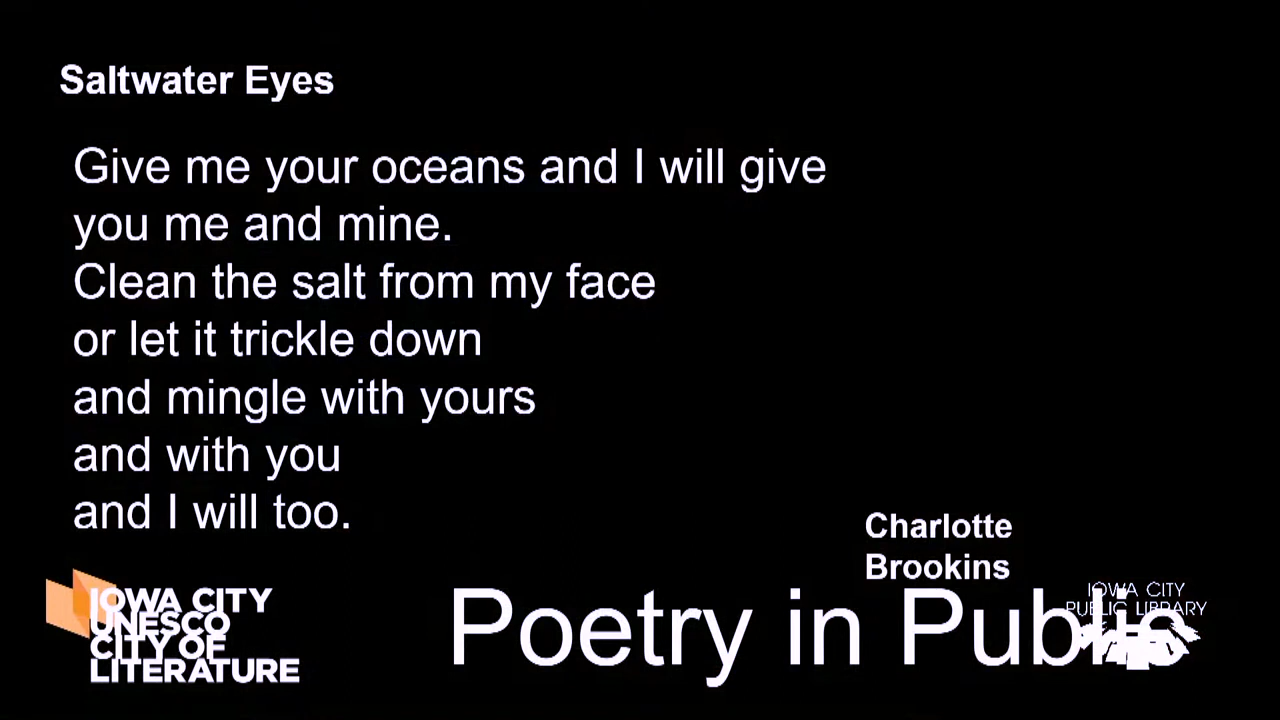 Saltwater Eyes
Give me your oceans and I will give
you me and mine.
Clean the salt from my face
or let it trickle down
and mingle with yours
and with you
and I will too.
Charlotte
Brookins
IOWA CITY
UNESCO
CITY OF
LITERATURE
Poetry in Public
IOWA CITY
PUBLIC LIBRARY